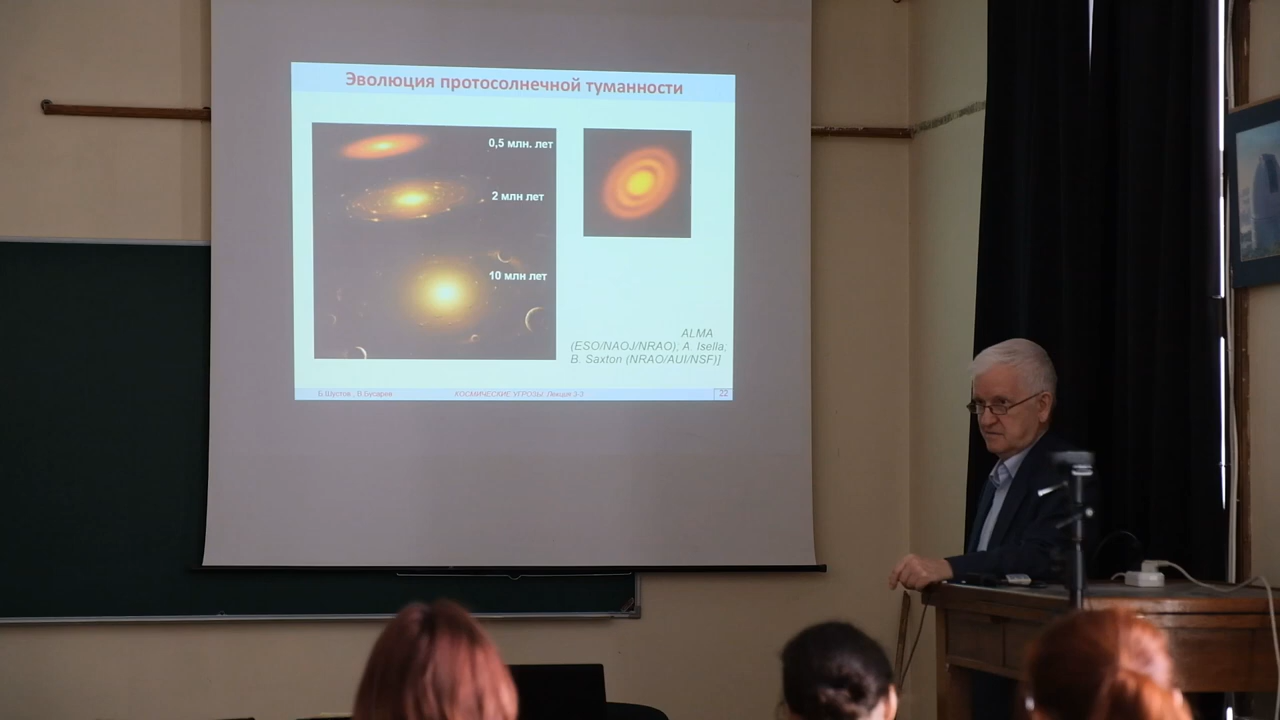 Эволюция протосолнечной туманности
0,5 млн. лет
2 млн лет
10 млн лет
ALMA
(ESO/NAOJ/NRAO), A. Isella;
B. Saxton (NRAO/AUI/NSF)]
Б.Шустов, В.Бусарев
КОСМИЧЕСКИЕ УГРОЗЫ: Лекция 3-3
22